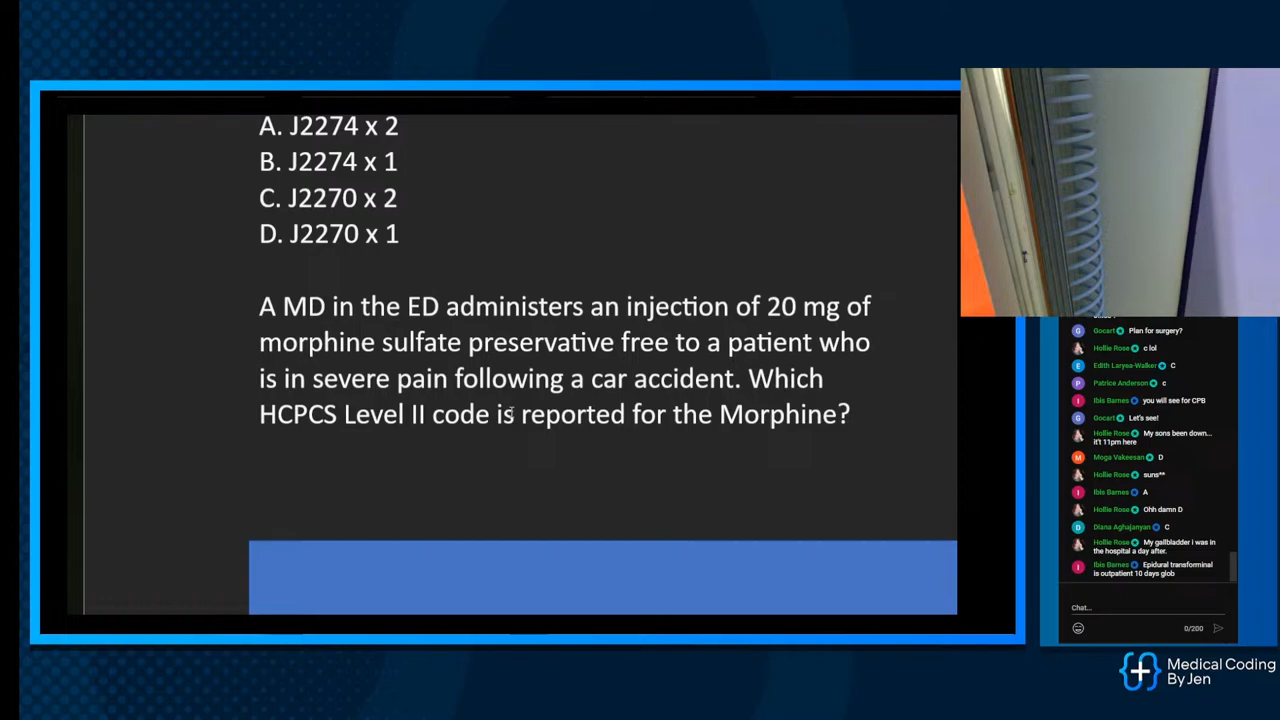 A. J2274 x 2
B. J2274 x 1
C. J2270 x 2
D. J2270 x 1
A MD in the ED administers an injection of 20 mg of
morphine sulfate preservative free to a patient who
is in severe pain following a car accident. Which
HCPCS Level II code is reported for the Morphine?
G Gocart Plan for surgery?
Hollie Rose c lol
E Edith Laryea-Walker C
P Patrice Anderson c
I Ibis Barnes you will see for CPB
G Gocart Let's see!
Hollie Rose My sons been down...
it't 11pm here
M Moga Vakeesan D
Hollie Rose suns**
I Ibis Barnes A
Hollie Rose Ohh damn D
D Diana Aghajanyan C
Hollie Rose My gallbladder i was in
the hospital a day after.
I Ibis Barnes Epidural transforminal
is outpatient 10 days glob
Chat...
0/200
Medical Coding
By Jen